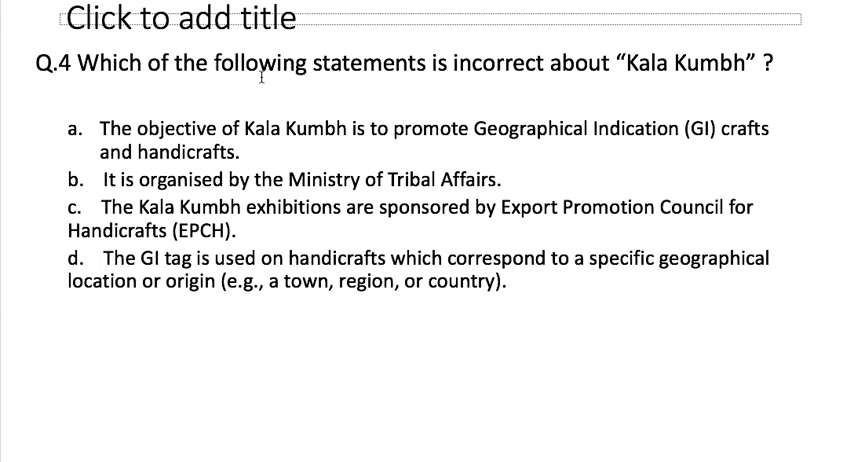 Click to add title
Q.4 Which of the following statements is incorrect about “Kala Kumbh” ?
a. The objective of Kala Kumbh is to promote Geographical Indication (GI) crafts
and handicrafts.
b. It is organised by the Ministry of Tribal Affairs.
c. The Kala Kumbh exhibitions are sponsored by Export Promotion Council for
Handicrafts (EPCH).
d. The GI tag is used on handicrafts which correspond to a specific geographical
location or origin (e.g., a town, region, or country).